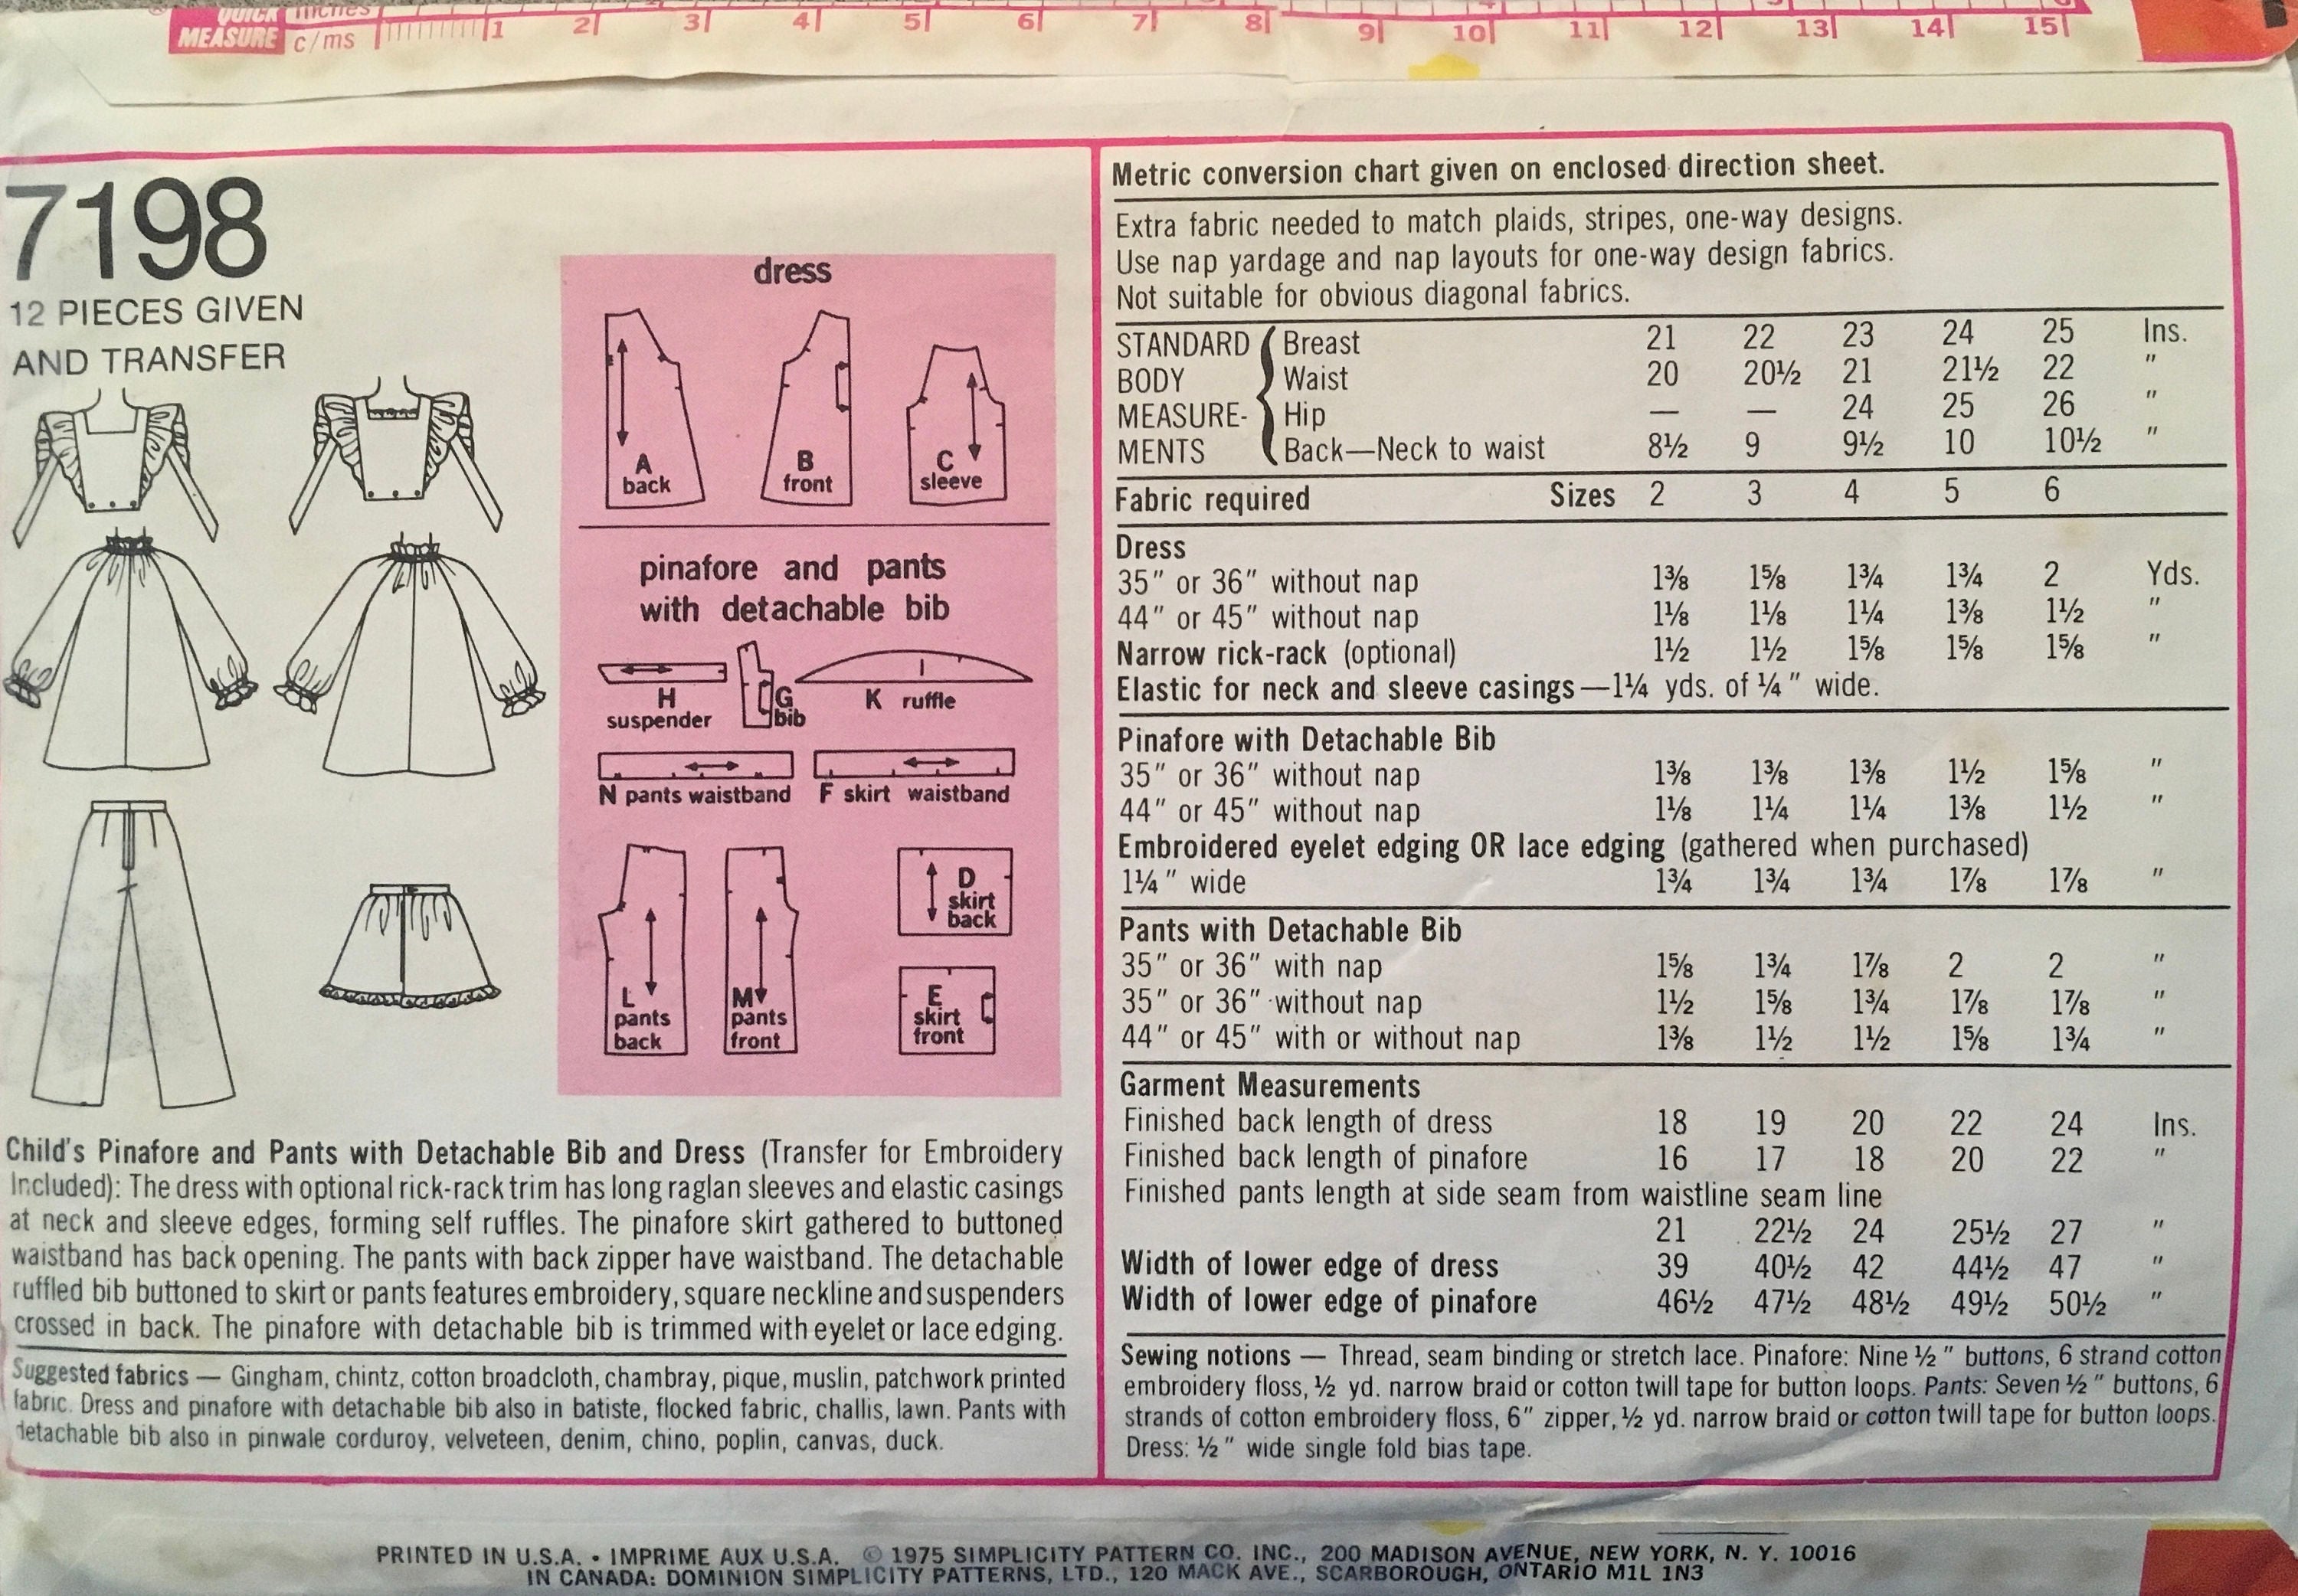 QUICK inches
MEASURE c/ms 1 2 3 4 5 6 7 8 9 10 11 12 13 14 15
7198
12 PIECES GIVEN
AND TRANSFER
dress
A
back
B
front
C
sleeve
pinafore and pants
with detachable bib
H
suspender
G
bib
K ruffle
N pants waistband
F skirt waistband
L
pants
back
M
pants
front
D
skirt
back
E
skirt
front
Child's Pinafore and Pants with Detachable Bib and Dress (Transfer for Embroidery
Included): The dress with optional rick-rack trim has long raglan sleeves and elastic casings
at neck and sleeve edges, forming self ruffles. The pinafore skirt gathered to buttoned
waistband has back opening. The pants with back zipper have waistband. The detachable
ruffled bib buttoned to skirt or pants features embroidery, square neckline and suspenders
crossed in back. The pinafore with detachable bib is trimmed with eyelet or lace edging.
Suggested fabrics — Gingham, chintz, cotton broadcloth, chambray, pique, muslin, patchwork printed
fabric. Dress and pinafore with detachable bib also in batiste, flocked fabric, challis, lawn. Pants with
detachable bib also in pinwale corduroy, velveteen, denim, chino, poplin, canvas, duck.
Metric conversion chart given on enclosed direction sheet.
Extra fabric needed to match plaids, stripes, one-way designs.
Use nap yardage and nap layouts for one-way design fabrics.
Not suitable for obvious diagonal fabrics.
STANDARD Breast 21 22 23 24 25 Ins.
BODY Waist 20 20½ 21 21½ 22 "
MEASURE- Hip — — 24 25 26 "
MENTS Back—Neck to waist 8½ 9 9½ 10 10½ "
Fabric required Sizes 2 3 4 5 6
Dress
35" or 36" without nap 1⅜ 1⅝ 1¾ 1¾ 2 Yds.
44" or 45" without nap 1⅛ 1⅛ 1¼ 1⅜ 1½ "
Narrow rick-rack (optional) 1½ 1½ 1⅝ 1⅝ 1⅝ "
Elastic for neck and sleeve casings—1¼ yds. of ¼" wide.
Pinafore with Detachable Bib
35" or 36" without nap 1⅜ 1⅜ 1⅜ 1½ 1⅝ "
44" or 45" without nap 1⅛ 1¼ 1¼ 1⅜ 1½ "
Embroidered eyelet edging OR lace edging (gathered when purchased)
1¼" wide 1¾ 1¾ 1¾ 1⅞ 1⅞ "
Pants with Detachable Bib
35" or 36" with nap 1⅝ 1¾ 1⅞ 2 2 "
35" or 36" without nap 1½ 1⅝ 1¾ 1⅞ 1⅞ "
44" or 45" with or without nap 1⅜ 1½ 1½ 1⅝ 1¾ "
Garment Measurements
Finished back length of dress 18 19 20 22 24 Ins.
Finished back length of pinafore 16 17 18 20 22 "
Finished pants length at side seam from waistline seam line
21 22½ 24 25½ 27 "
Width of lower edge of dress 39 40½ 42 44½ 47 "
Width of lower edge of pinafore 46½ 47½ 48½ 49½ 50½ "
Sewing notions — Thread, seam binding or stretch lace. Pinafore: Nine ½" buttons, 6 strand cotton
embroidery floss, ½ yd. narrow braid or cotton twill tape for button loops. Pants: Seven ½" buttons, 6
strands of cotton embroidery floss, 6" zipper, ½ yd. narrow braid or cotton twill tape for button loops.
Dress: ½" wide single fold bias tape.
PRINTED IN U.S.A. • IMPRIME AUX U.S.A. © 1975 SIMPLICITY PATTERN CO. INC., 200 MADISON AVENUE, NEW YORK, N. Y. 10016
IN CANADA: DOMINION SIMPLICITY PATTERNS, LTD., 120 MACK AVE., SCARBOROUGH, ONTARIO M1L 1N3